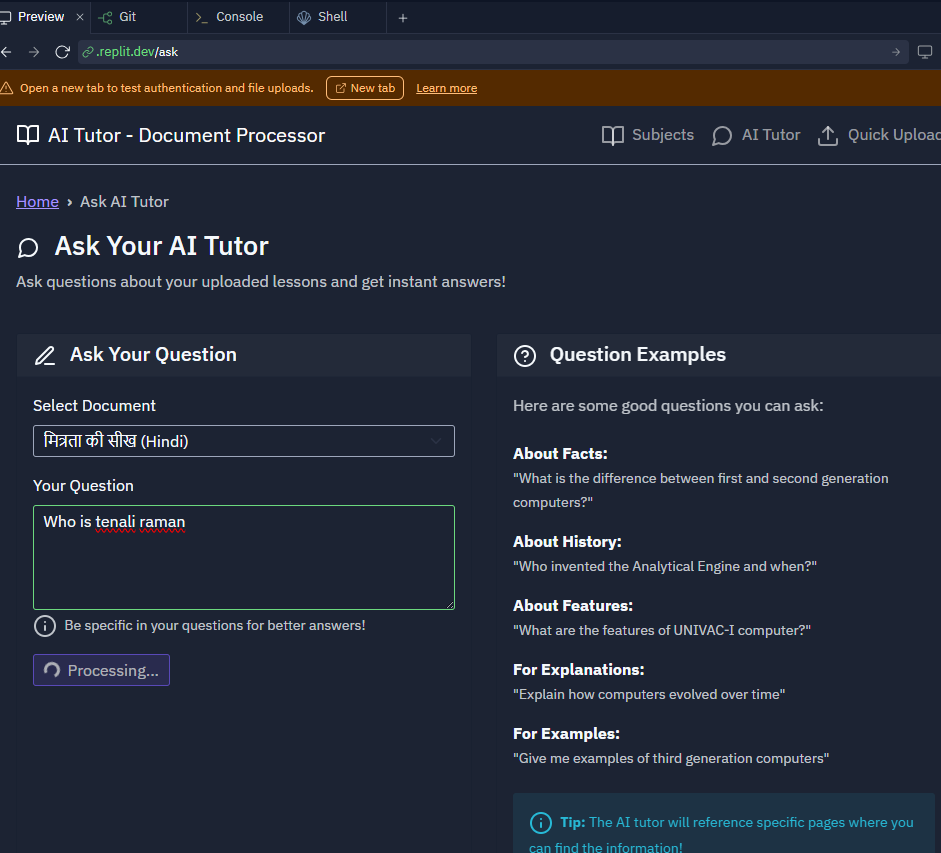 Preview
Git
Console
Shell
.replit.dev/ask
Open a new tab to test authentication and file uploads.
New tab
Learn more
AI Tutor - Document Processor
Subjects
AI Tutor
Quick Uploa
Home › Ask AI Tutor
Ask Your AI Tutor
Ask questions about your uploaded lessons and get instant answers!
Ask Your Question
Select Document
मित्रता की सीख (Hindi)
Your Question
Who is tenali raman
Be specific in your questions for better answers!
Processing...
Question Examples
Here are some good questions you can ask:
About Facts:
"What is the difference between first and second generation
computers?"
About History:
"Who invented the Analytical Engine and when?"
About Features:
"What are the features of UNIVAC-I computer?"
For Explanations:
"Explain how computers evolved over time"
For Examples:
"Give me examples of third generation computers"
Tip: The AI tutor will reference specific pages where you
can find the information!